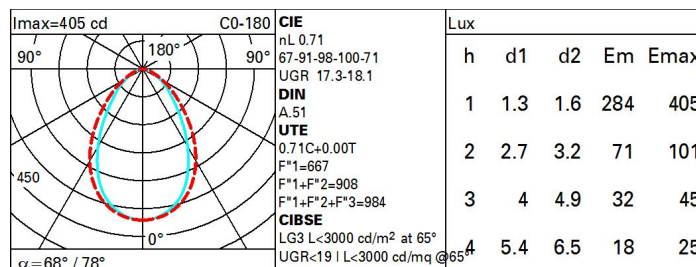 Imax=405 cd C0-180
90° 180° 90°
450
0°
α=68° / 78°
CIE
nL 0.71
67-91-98-100-71
UGR 17.3-18.1
DIN
A.51
UTE
0.71C+0.00T
F"1=667
F"1+F"2=908
F"1+F"2+F"3=984
CIBSE
LG3 L<3000 cd/m² at 65°
UGR<19 | L<3000 cd/mq @65°
Lux
h d1 d2 Em Emax
1 1.3 1.6 284 405
2 2.7 3.2 71 101
3 4 4.9 32 45
4 5.4 6.5 18 25